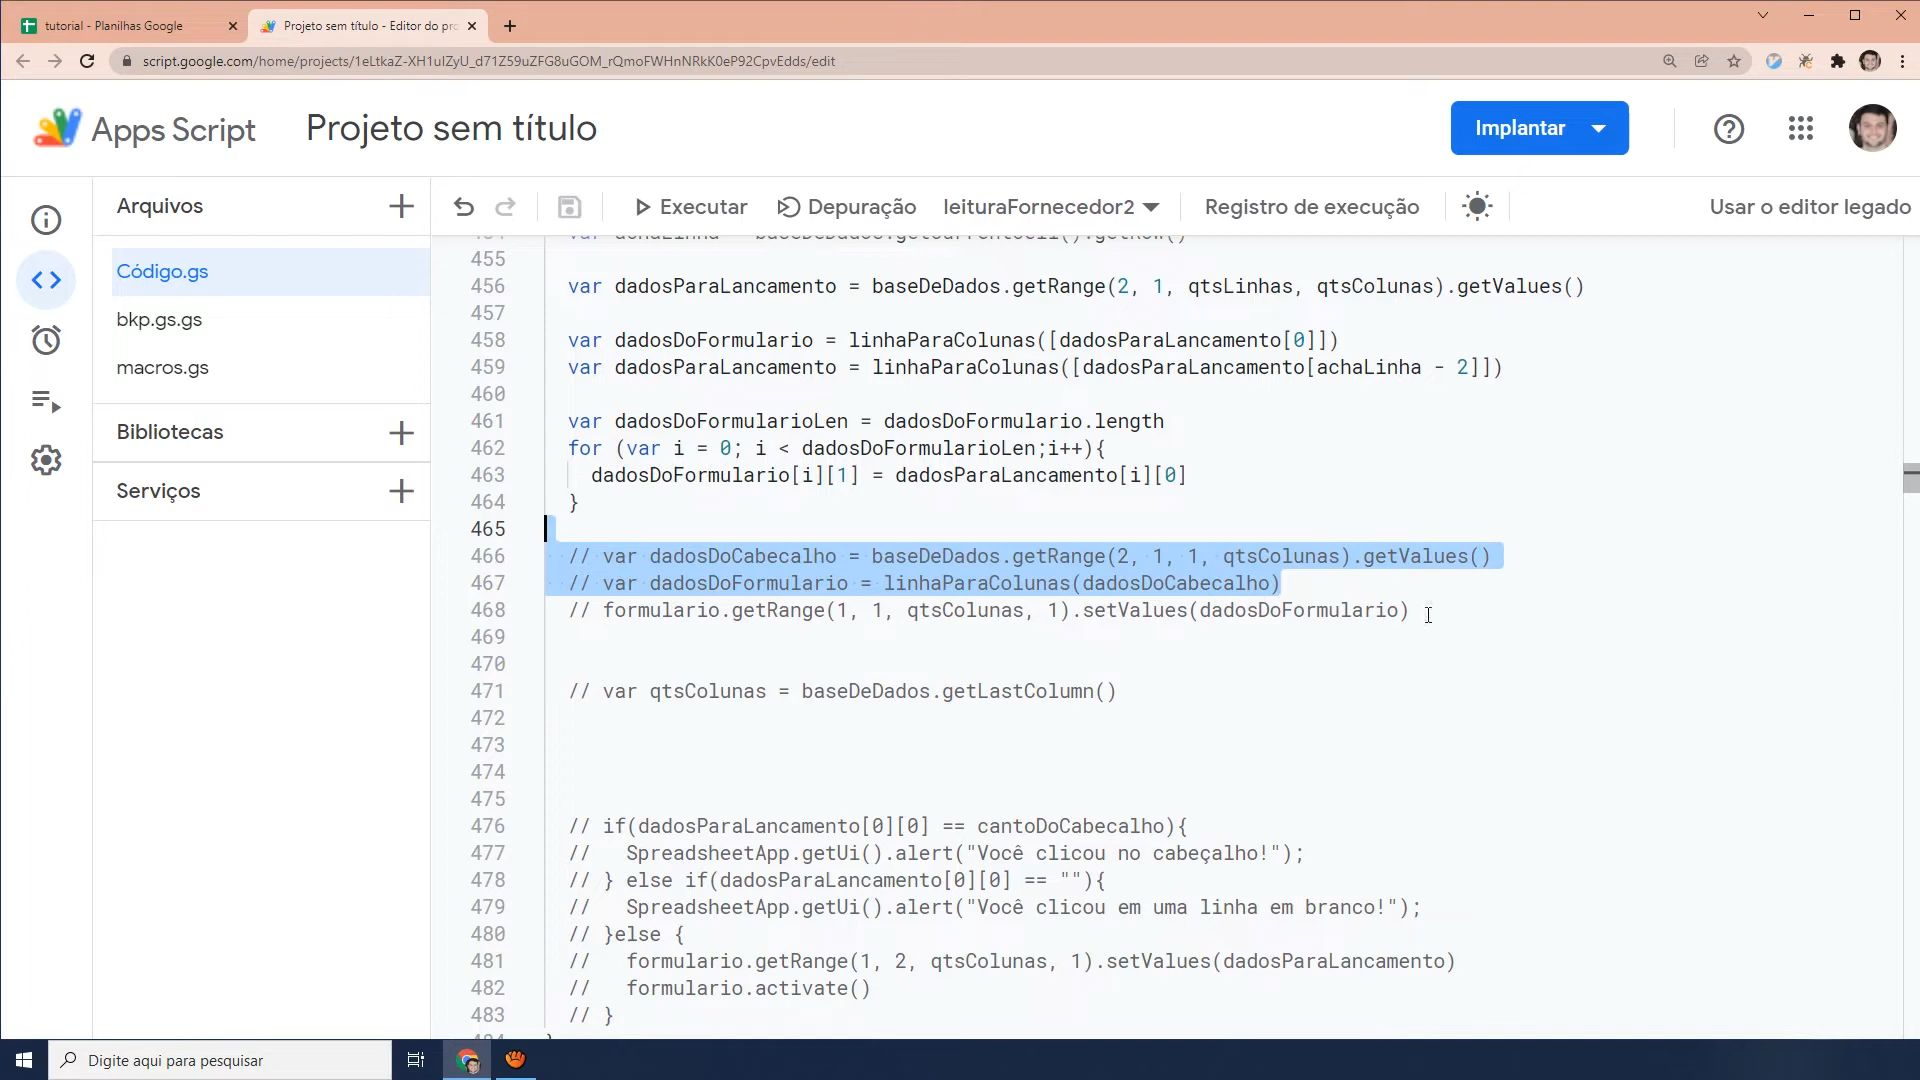 tutorial - Planilhas Google
Projeto sem título - Editor do pro
script.google.com/home/projects/1eLtkaZ-XH1uIZyU_d71Z59uZFG8uGOM_rQmoFWHnNRkK0eP92CpvEdds/edit
Apps Script
Projeto sem título
Implantar
Arquivos
Executar
Depuração
leituraFornecedor2
Registro de execução
Usar o editor legado
Código.gs
bkp.gs.gs
macros.gs
Bibliotecas
Serviços
454 var achaLinha = baseDeDados.getCurrentCell().getRow()
455
456 var dadosParaLancamento = baseDeDados.getRange(2, 1, qtsLinhas, qtsColunas).getValues()
457
458 var dadosDoFormulario = linhaParaColunas([dadosParaLancamento[0]])
459 var dadosParaLancamento = linhaParaColunas([dadosParaLancamento[achaLinha - 2]])
460
461 var dadosDoFormularioLen = dadosDoFormulario.length
462 for (var i = 0; i < dadosDoFormularioLen;i++){
463 dadosDoFormulario[i][1] = dadosParaLancamento[i][0]
464 }
465
466 // var dadosDoCabecalho = baseDeDados.getRange(2, 1, 1, qtsColunas).getValues()
467 // var dadosDoFormulario = linhaParaColunas(dadosDoCabecalho)
468 // formulario.getRange(1, 1, qtsColunas, 1).setValues(dadosDoFormulario)
469
470
471 // var qtsColunas = baseDeDados.getLastColumn()
472
473
474
475
476 // if(dadosParaLancamento[0][0] == cantoDoCabecalho){
477 // SpreadsheetApp.getUi().alert("Você clicou no cabeçalho!");
478 // } else if(dadosParaLancamento[0][0] == ""){
479 // SpreadsheetApp.getUi().alert("Você clicou em uma linha em branco!");
480 // }else {
481 // formulario.getRange(1, 2, qtsColunas, 1).setValues(dadosParaLancamento)
482 // formulario.activate()
483 // }
484 }
Digite aqui para pesquisar